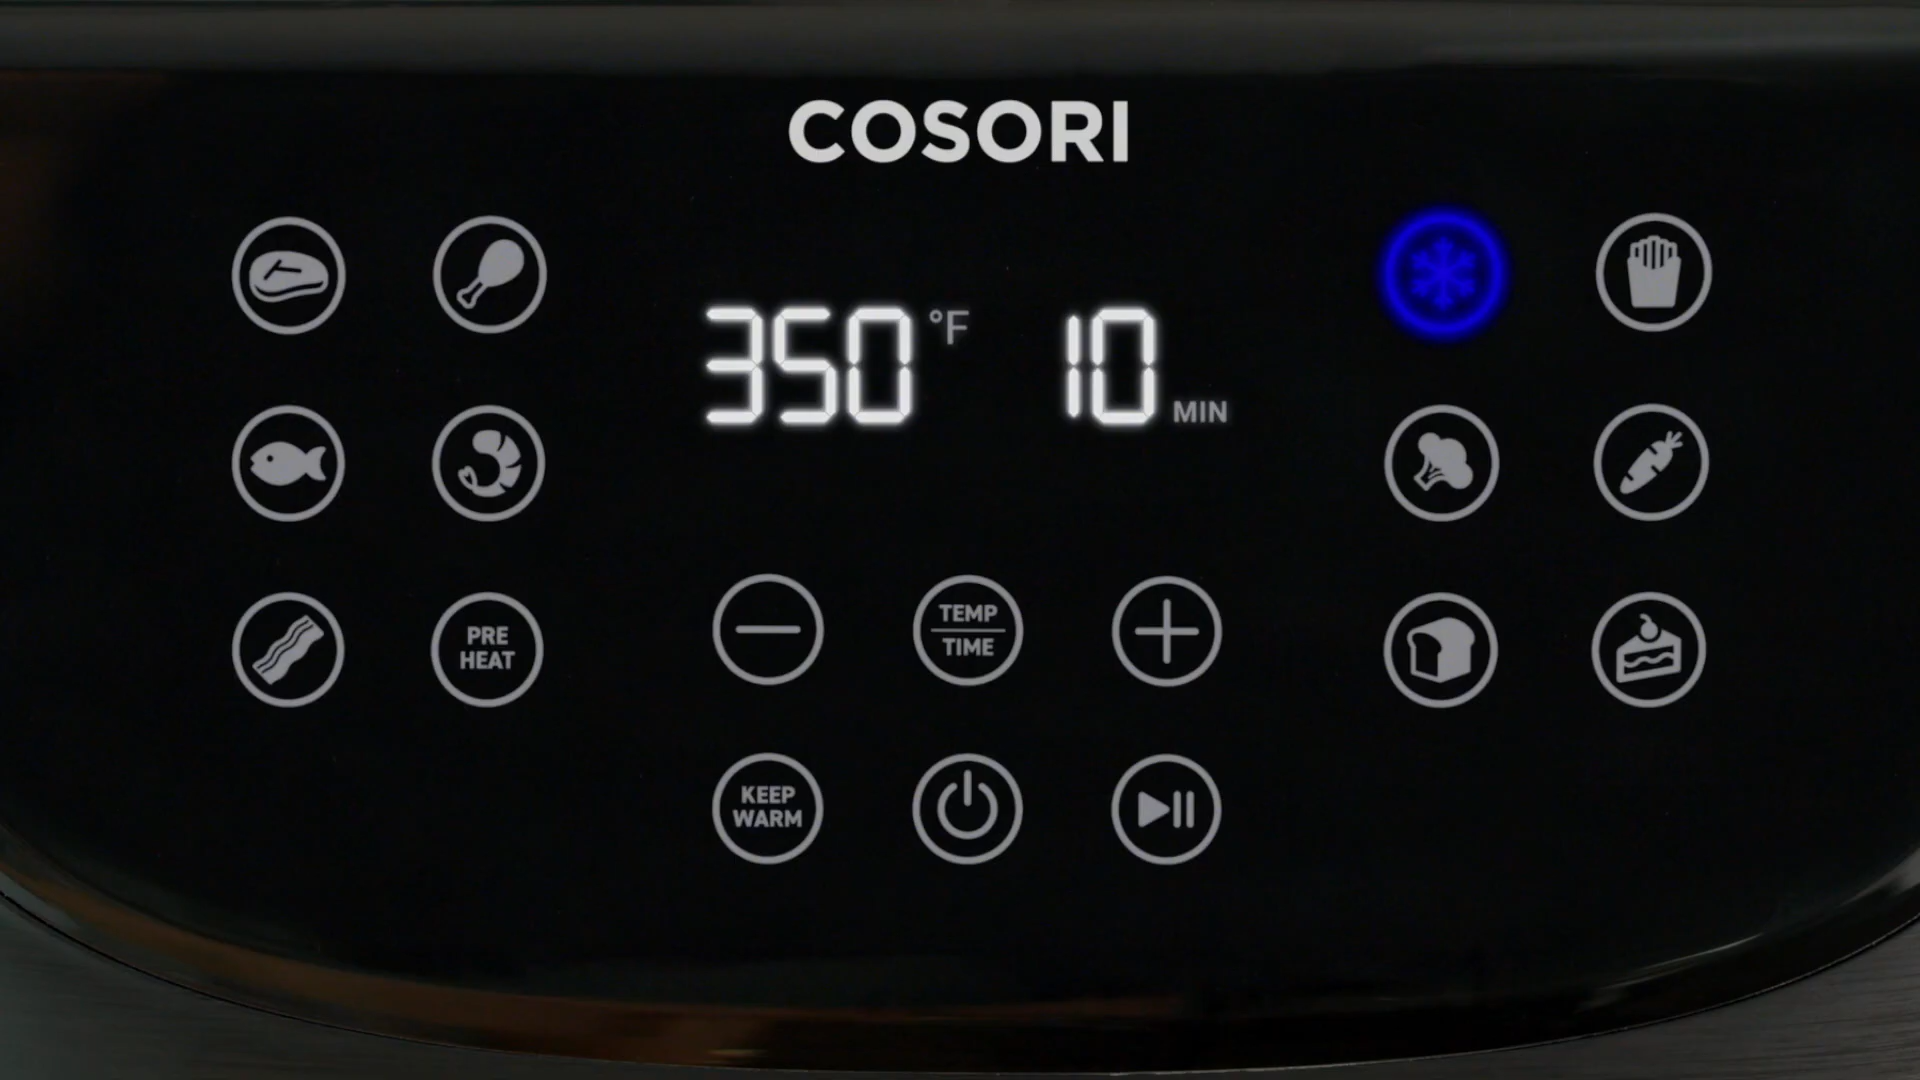 COSORI
350 °F 10 MIN
PRE
HEAT
TEMP
TIME
KEEP
WARM